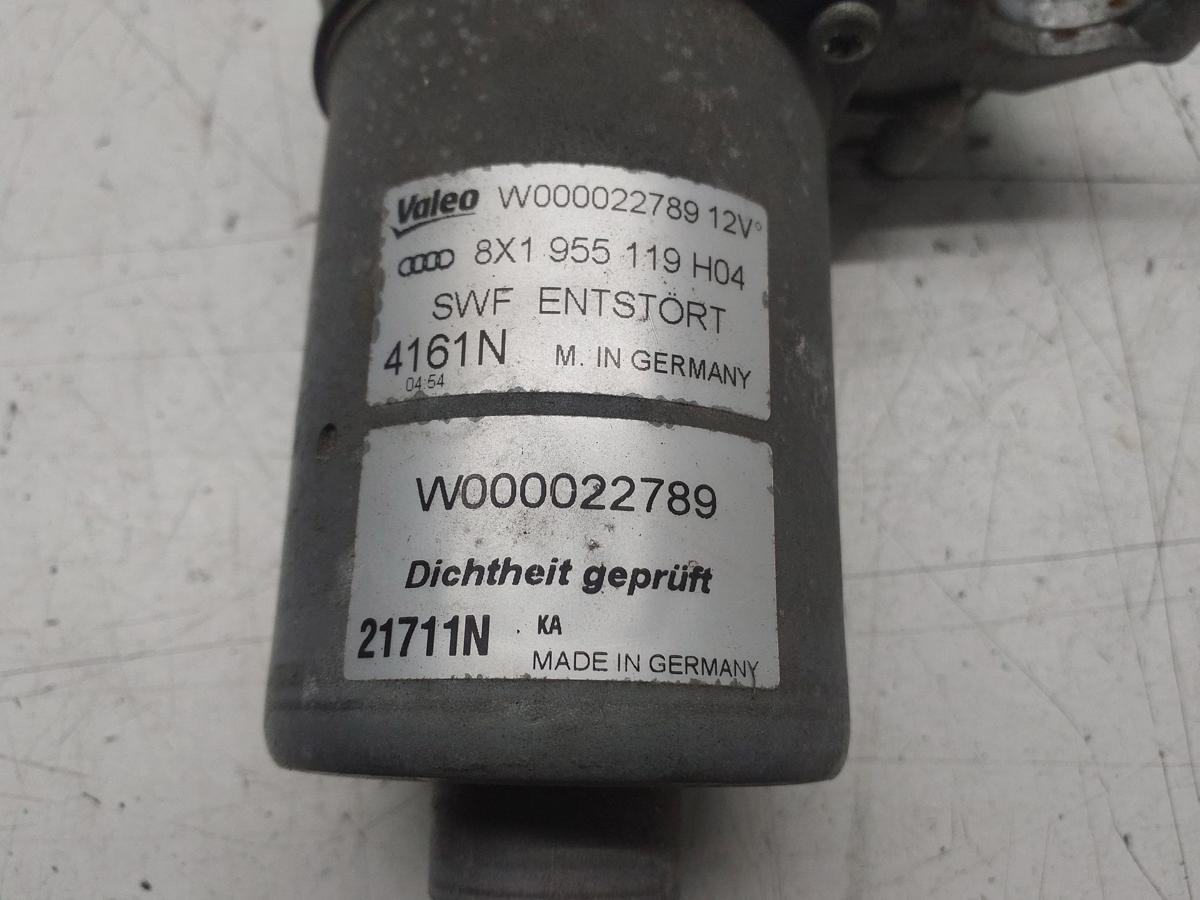 Valeo W000022789 12V°
8X1 955 119 H04
SWF ENTSTÖRT
4161N M. IN GERMANY
04:54
W000022789
Dichtheit geprüft
21711N KA
MADE IN GERMANY